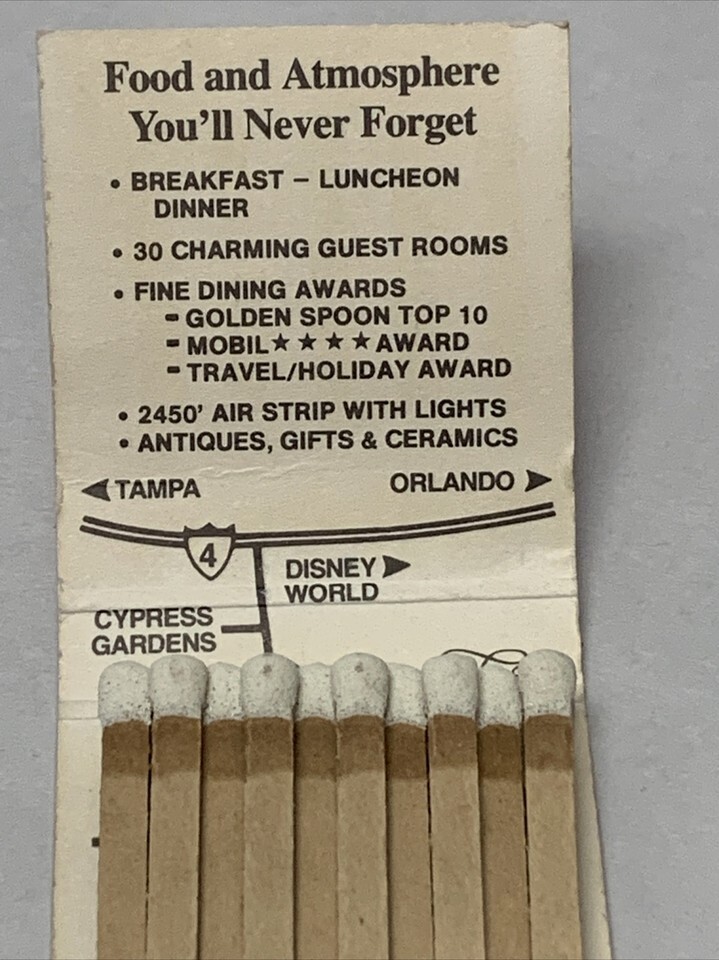 Food and Atmosphere
You'll Never Forget
• BREAKFAST – LUNCHEON
DINNER
• 30 CHARMING GUEST ROOMS
• FINE DINING AWARDS
- GOLDEN SPOON TOP 10
- MOBIL★★★★AWARD
- TRAVEL/HOLIDAY AWARD
• 2450' AIR STRIP WITH LIGHTS
• ANTIQUES, GIFTS & CERAMICS
◀ TAMPA ORLANDO ▶
4
DISNEY ▶
WORLD
CYPRESS
GARDENS